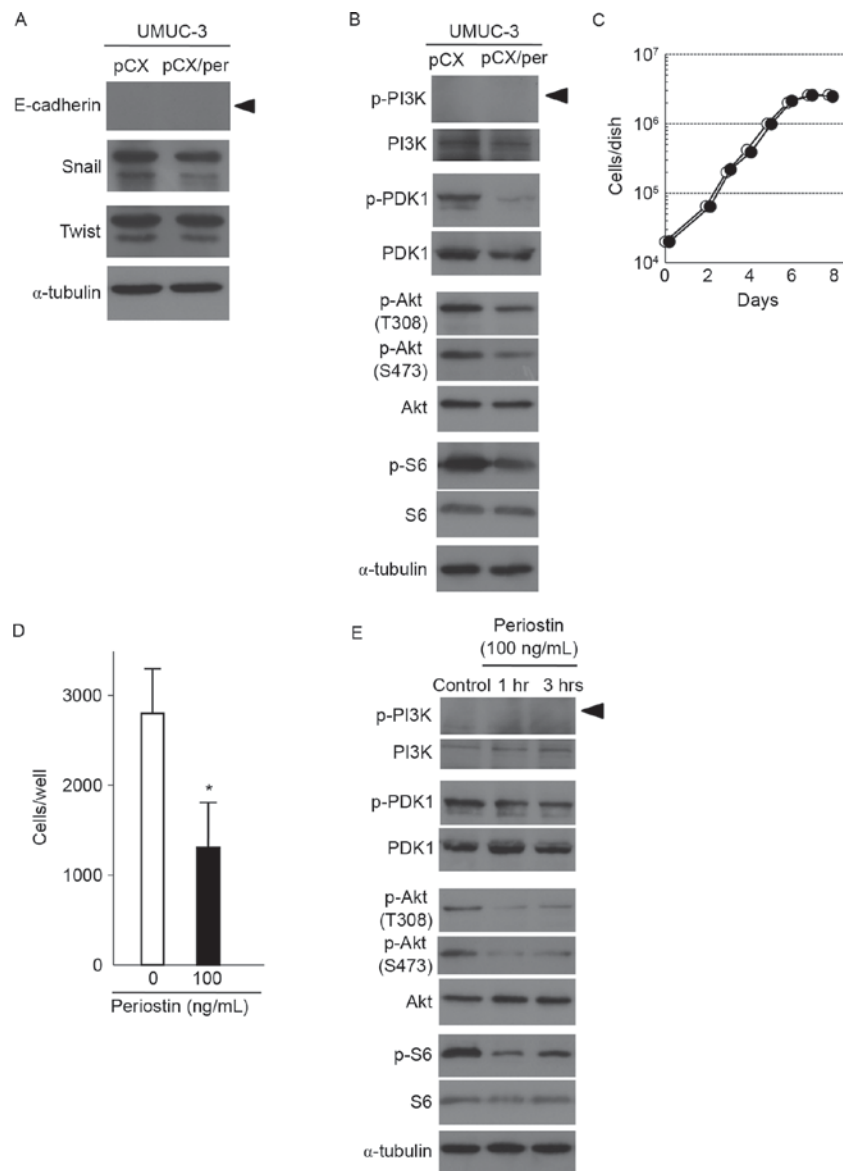 A
UMUC-3
pCX pCX/per
E-cadherin
Snail
Twist
α-tubulin
B
UMUC-3
pCX pCX/per
p-PI3K
PI3K
p-PDK1
PDK1
p-Akt
(T308)
p-Akt
(S473)
Akt
p-S6
S6
α-tubulin
C
Cells/dish
10⁷
10⁶
10⁵
10⁴
0 2 4 6 8
Days
D
Cells/well
3000
2000
1000
0
*
0 100
Periostin (ng/mL)
E
Periostin
(100 ng/mL)
Control 1 hr 3 hrs
p-PI3K
PI3K
p-PDK1
PDK1
p-Akt
(T308)
p-Akt
(S473)
Akt
p-S6
S6
α-tubulin